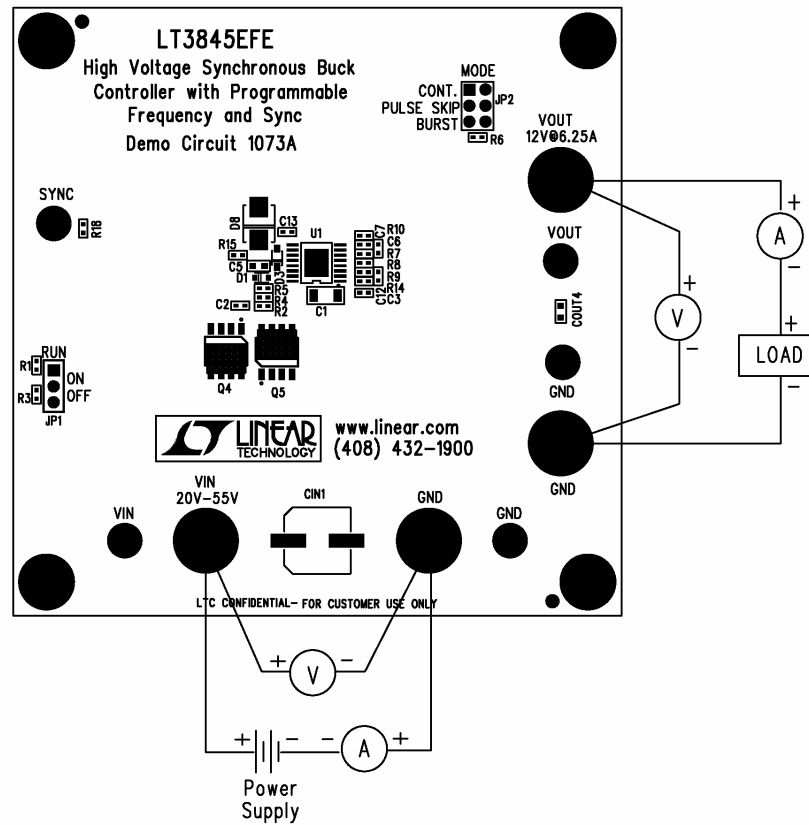 LT3845EFE
High Voltage Synchronous Buck
Controller with Programmable
Frequency and Sync
Demo Circuit 1073A
MODE
CONT.
PULSE SKIP
BURST
JP2
R6
VOUT
12V@6.25A
SYNC
R18
D8
C13
U1
R15
C5
D1
D3
R5
R4
R2
C2
C1
C7
R10
C6
R7
R8
R9
R14
C12
C3
Q4
Q5
VOUT
COUT4
GND
GND
+
A
-
+
V
-
+
LOAD
-
RUN
R1
ON
OFF
R3
JP1
LT LINEAR
TECHNOLOGY
www.linear.com
(408) 432-1900
VIN
VIN
20V-55V
CIN1
GND
GND
LTC CONFIDENTIAL- FOR CUSTOMER USE ONLY
+ V -
+ - - A +
Power
Supply